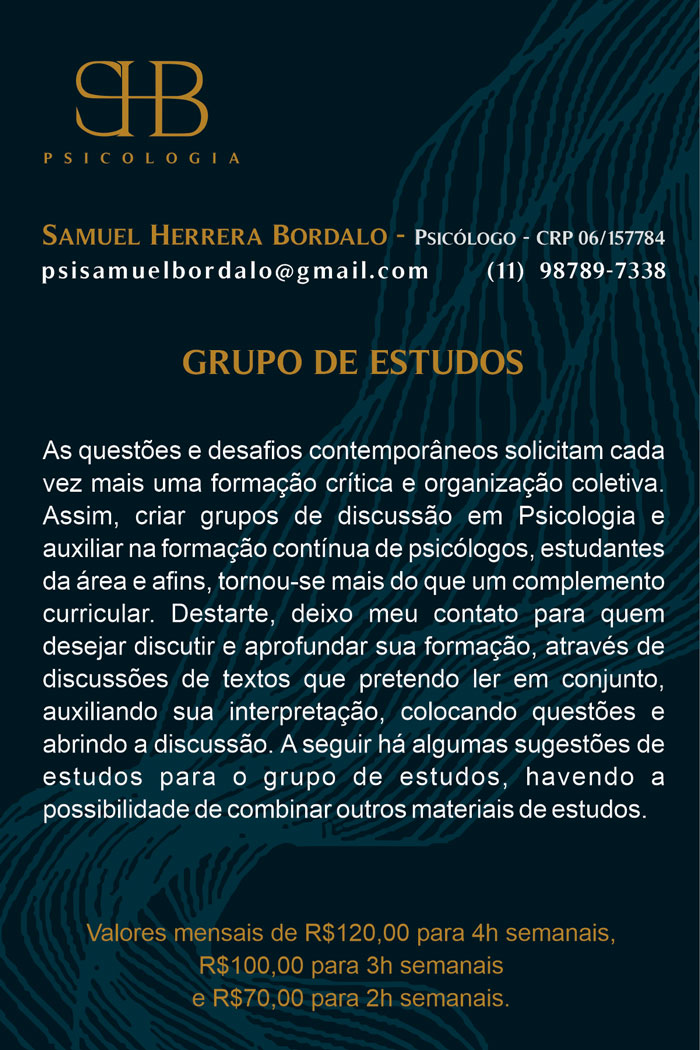 SHB
PSICOLOGIA
SAMUEL HERRERA BORDALO - PSICÓLOGO - CRP 06/157784
psisamuelbordalo@gmail.com (11) 98789-7338
GRUPO DE ESTUDOS
As questões e desafios contemporâneos solicitam cada
vez mais uma formação crítica e organização coletiva.
Assim, criar grupos de discussão em Psicologia e
auxiliar na formação contínua de psicólogos, estudantes
da área e afins, tornou-se mais do que um complemento
curricular. Destarte, deixo meu contato para quem
desejar discutir e aprofundar sua formação, através de
discussões de textos que pretendo ler em conjunto,
auxiliando sua interpretação, colocando questões e
abrindo a discussão. A seguir há algumas sugestões de
estudos para o grupo de estudos, havendo a
possibilidade de combinar outros materiais de estudos.
Valores mensais de R$120,00 para 4h semanais,
R$100,00 para 3h semanais
e R$70,00 para 2h semanais.